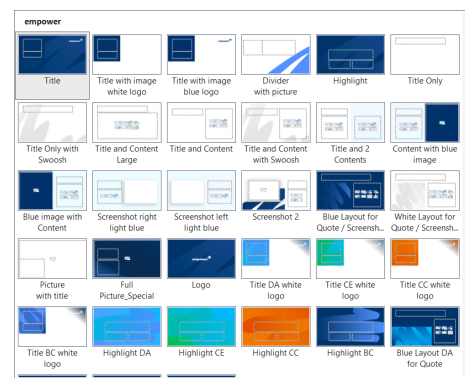 empower
Title
Title with image
white logo
Title with image
blue logo
Divider
with picture
Highlight
Title Only
Title Only with
Swoosh
Title and Content
Large
Title and Content
Title and Content
with Swoosh
Title and 2
Contents
Content with blue
image
Blue image with
Content
Screenshot right
light blue
Screenshot left
light blue
Screenshot 2
Blue Layout for
Quote / Screensh...
White Layout for
Quote / Screensh...
Picture
with title
Full
Picture_Special
Logo
Title DA white
logo
Title CE white
logo
Title CC white
logo
Title BC white
logo
Highlight DA
Highlight CE
Highlight CC
Highlight BC
Blue Layout DA
for Quote